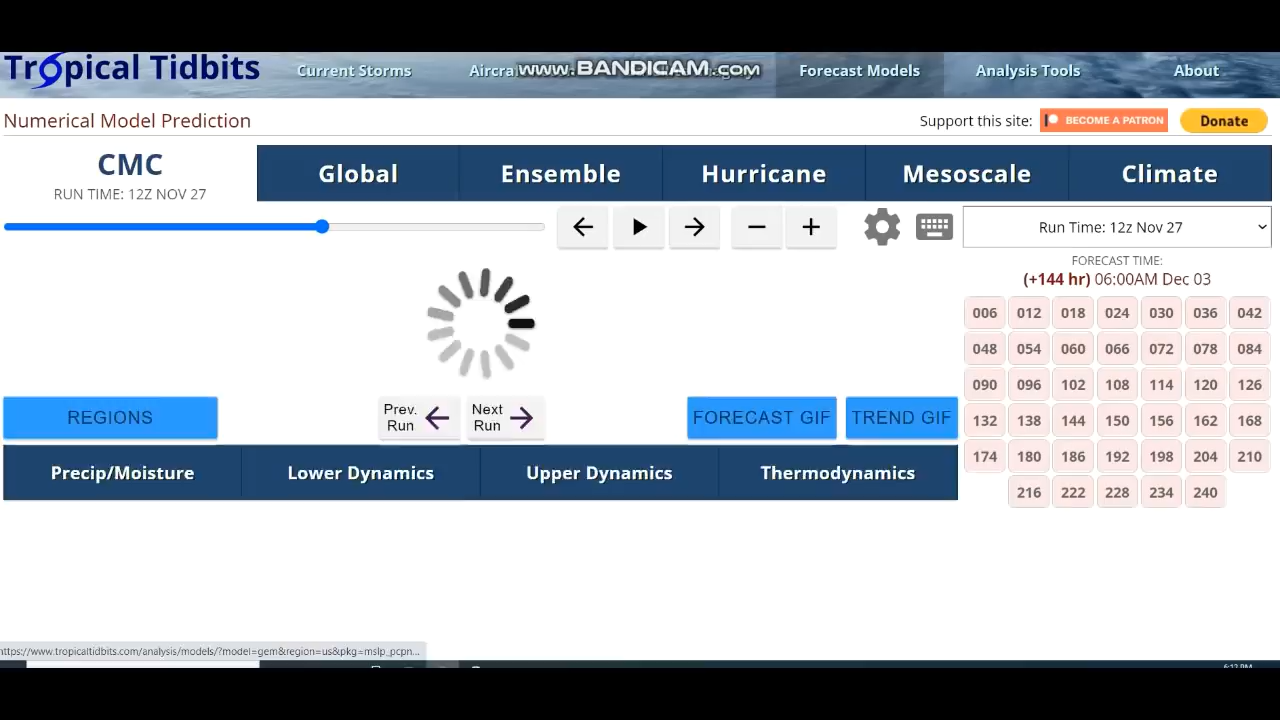 Tropical Tidbits
Current Storms
www.BANDICAM.com
Forecast Models
Analysis Tools
About
Numerical Model Prediction
Support this site:
BECOME A PATRON
Donate
CMC
RUN TIME: 12Z NOV 27
Global
Ensemble
Hurricane
Mesoscale
Climate
Run Time: 12z Nov 27
FORECAST TIME:
(+144 hr) 06:00AM Dec 03
006 012 018 024 030 036 042
048 054 060 066 072 078 084
090 096 102 108 114 120 126
132 138 144 150 156 162 168
174 180 186 192 198 204 210
216 222 228 234 240
REGIONS
Prev.
Run
Next
Run
FORECAST GIF
TREND GIF
Precip/Moisture
Lower Dynamics
Upper Dynamics
Thermodynamics
https://www.tropicaltidbits.com/analysis/models/?model=gem&region=us&pkg=mslp_pcpn...